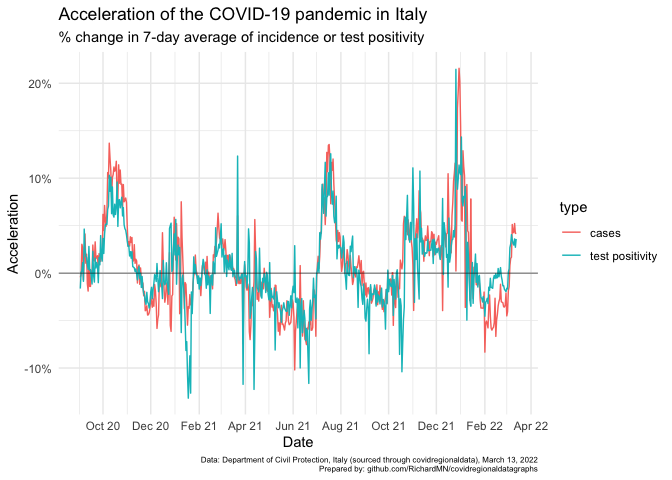 Acceleration of the COVID-19 pandemic in Italy
% change in 7-day average of incidence or test positivity
20%
10%
0%
-10%
Acceleration
Oct 20 Dec 20 Feb 21 Apr 21 Jun 21 Aug 21 Oct 21 Dec 21 Feb 22 Apr 22
Date
type
cases
test positivity
Data: Department of Civil Protection, Italy (sourced through covidregionaldata), March 13, 2022
Prepared by: github.com/RichardMN/covidregionaldatagraphs